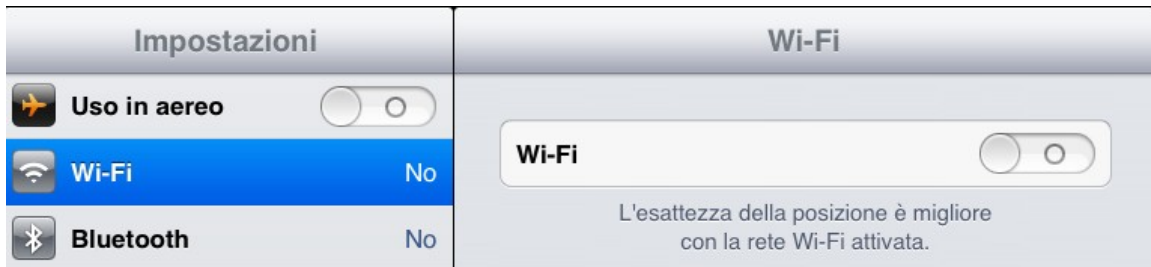 Impostazioni
Uso in aereo
Wi-Fi No
Bluetooth No
Wi-Fi
Wi-Fi
L'esattezza della posizione è migliore
con la rete Wi-Fi attivata.